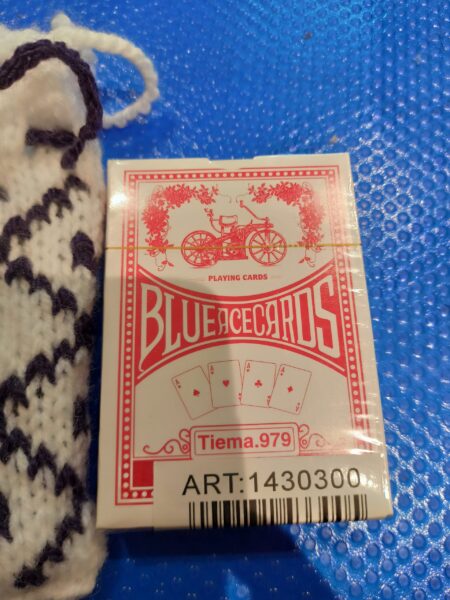 PLAYING CARDS
BLUEACECARDS
A A A A
Tiema.979
ART:1430300